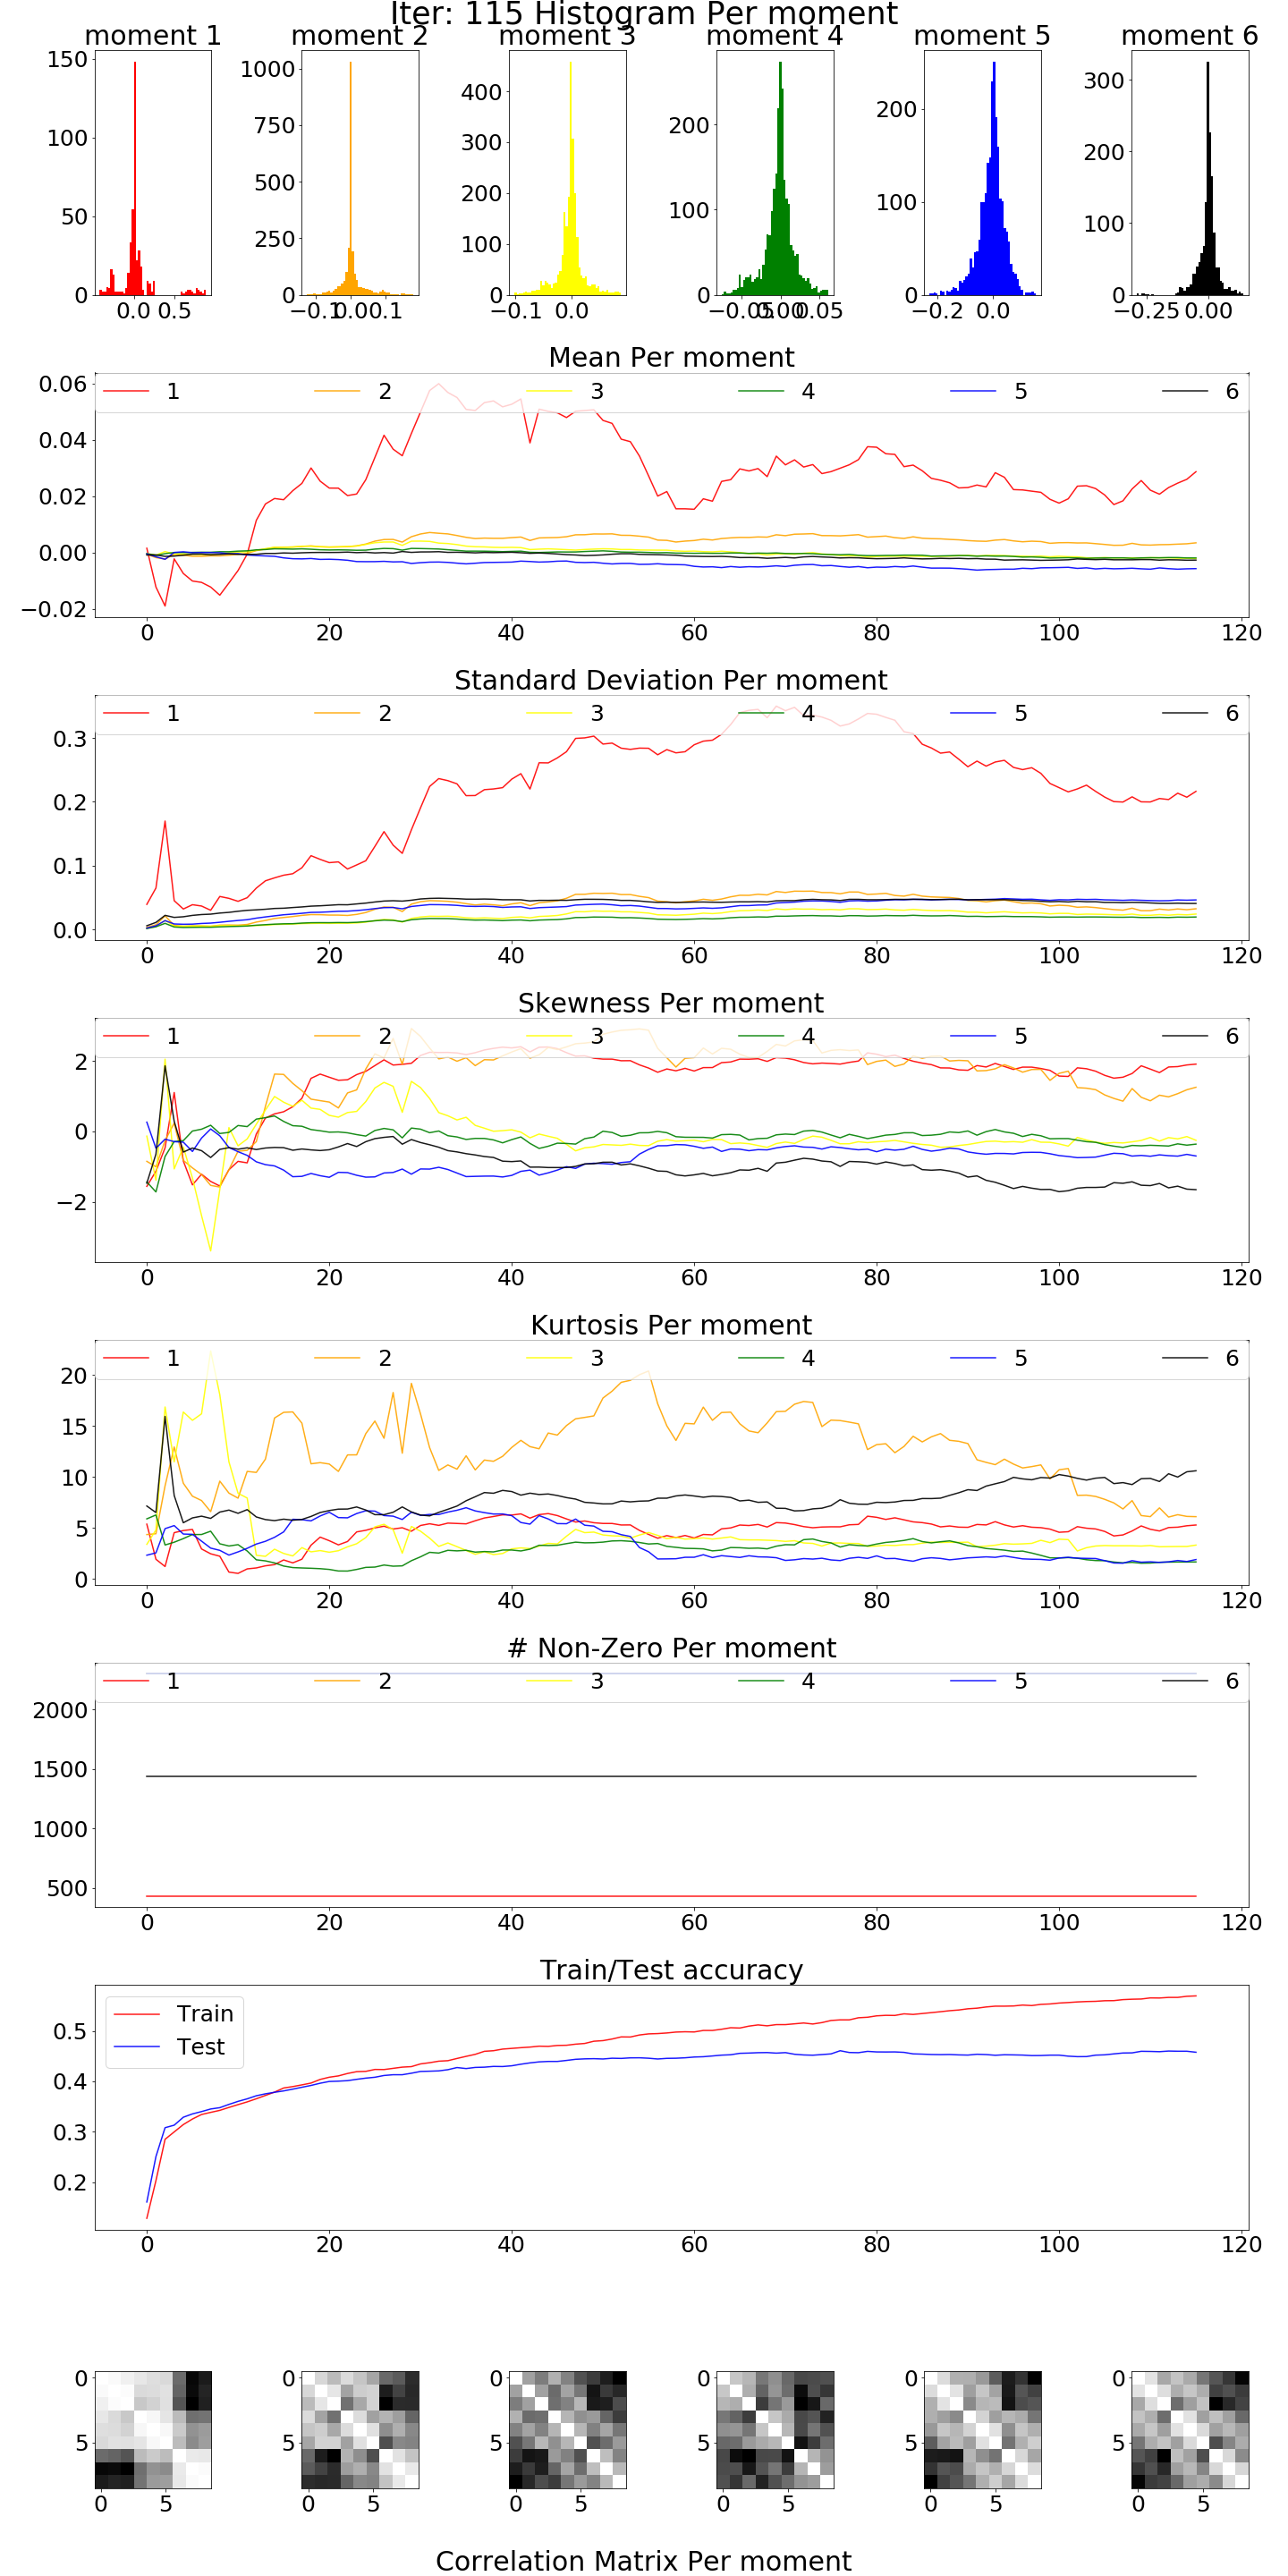 Iter: 115 Histogram Per moment
moment 1 moment 2 moment 3 moment 4 moment 5 moment 6
150 100 50 0
0.0 0.5
1000 750 500 250 0
−0.1 0.00.1
400 300 200 100 0
−0.1 0.0
200 100 0
−0.05 0.00 0.05
200 100 0
−0.2 0.0
300 200 100 0
−0.25 0.00
Mean Per moment
1 2 3 4 5 6
0.06
0.04
0.02
0.00
−0.02
0 20 40 60 80 100 120
Standard Deviation Per moment
1 2 3 4 5 6
0.3
0.2
0.1
0.0
0 20 40 60 80 100 120
Skewness Per moment
1 2 3 4 5 6
2
0
−2
0 20 40 60 80 100 120
Kurtosis Per moment
1 2 3 4 5 6
20
15
10
5
0
0 20 40 60 80 100 120
# Non-Zero Per moment
1 2 3 4 5 6
2000
1500
1000
500
0 20 40 60 80 100 120
Train/Test accuracy
Train
Test
0.5
0.4
0.3
0.2
0 20 40 60 80 100 120
0 0 0 0 0 0
5 5 5 5 5 5
0 5 0 5 0 5 0 5 0 5 0 5
Correlation Matrix Per moment